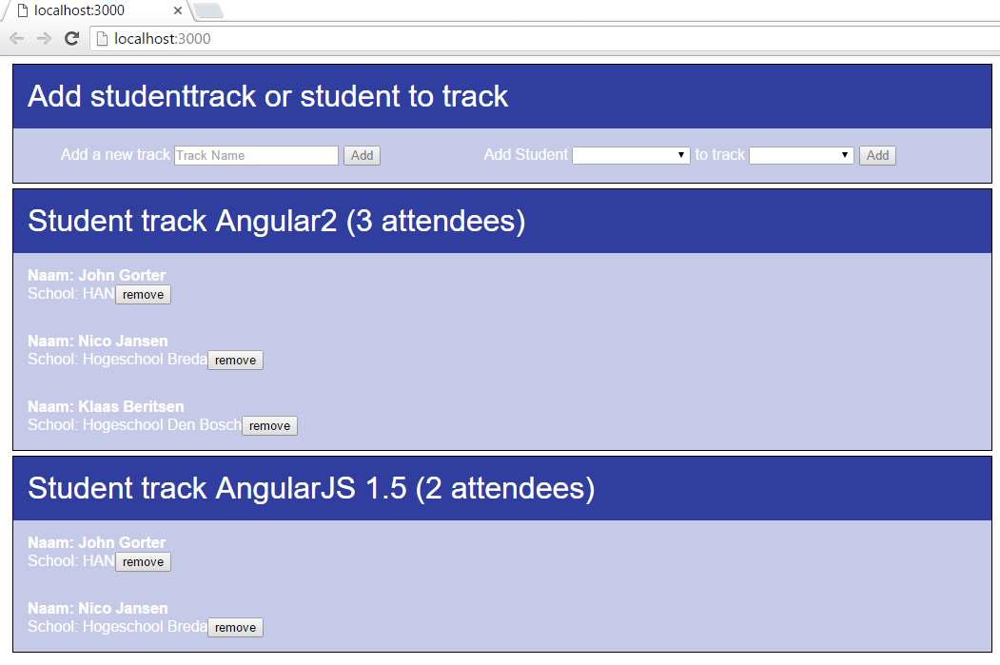 localhost:3000
localhost:3000
Add studenttrack or student to track
Add a new track Track Name Add Add Student to track Add
Student track Angular2 (3 attendees)
Naam: John Gorter
School: HAN remove
Naam: Nico Jansen
School: Hogeschool Breda remove
Naam: Klaas Beritsen
School: Hogeschool Den Bosch remove
Student track AngularJS 1.5 (2 attendees)
Naam: John Gorter
School: HAN remove
Naam: Nico Jansen
School: Hogeschool Breda remove